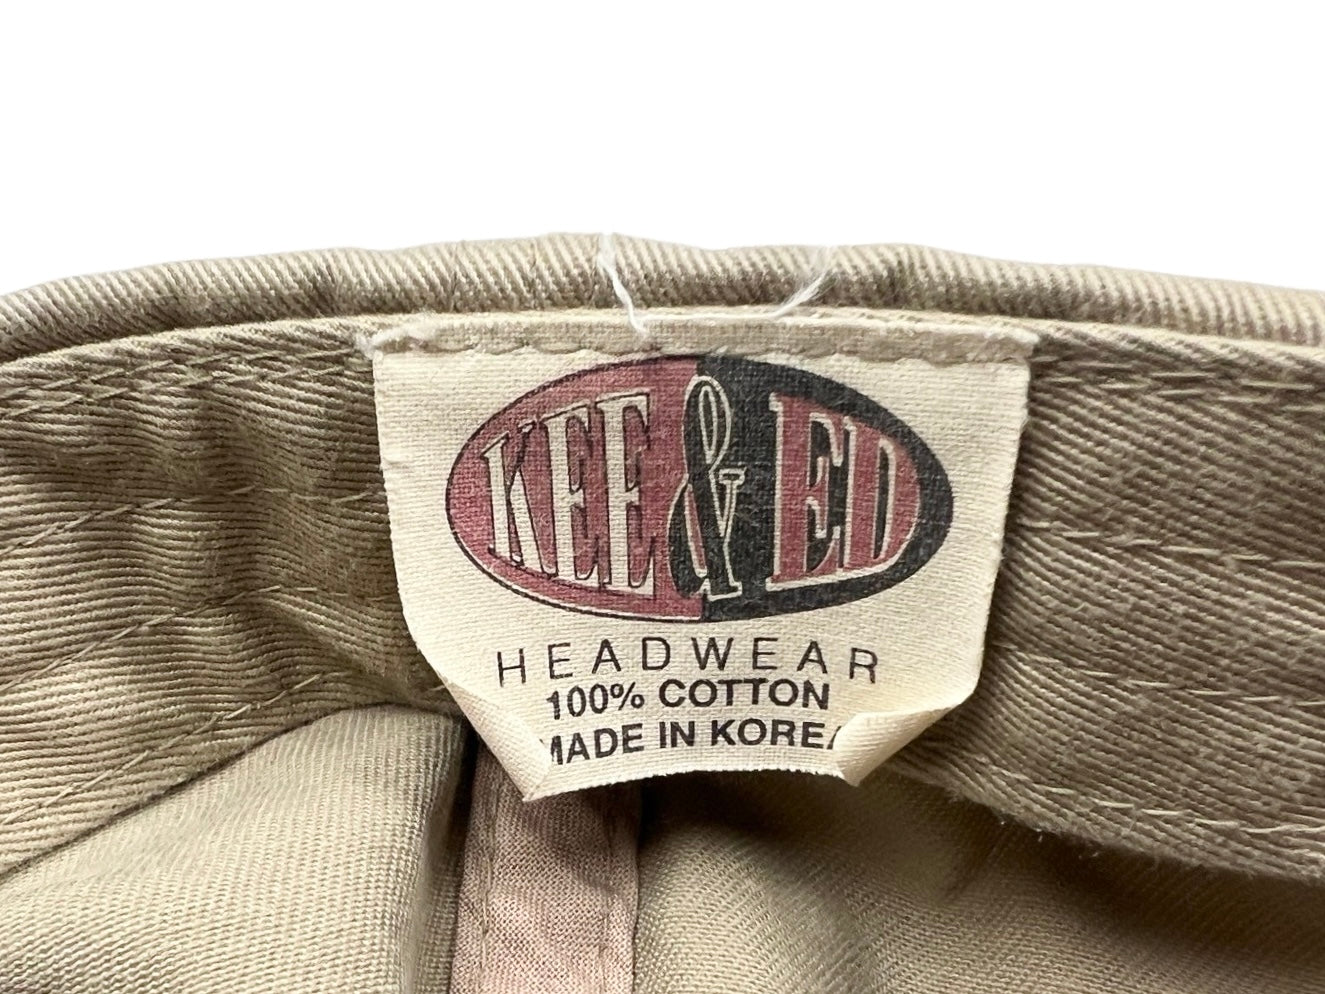 KEE & ED
HEADWEAR
100% COTTON
MADE IN KOREA